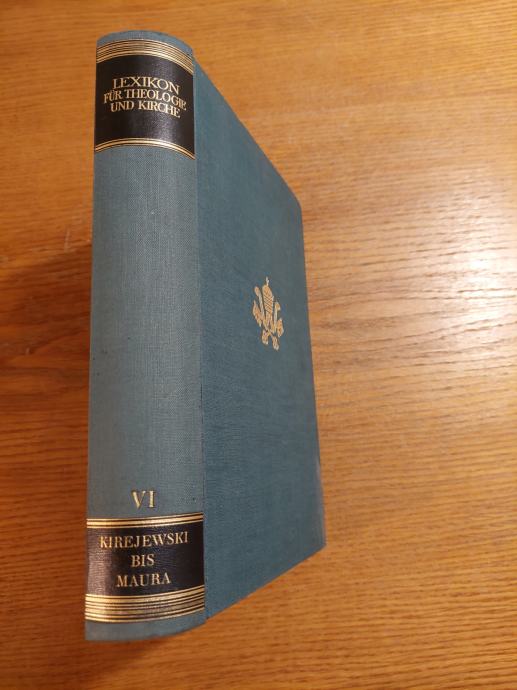 LEXIKON
FÜR THEOLOGIE
UND KIRCHE
VI
KIREJEWSKI
BIS
MAURA